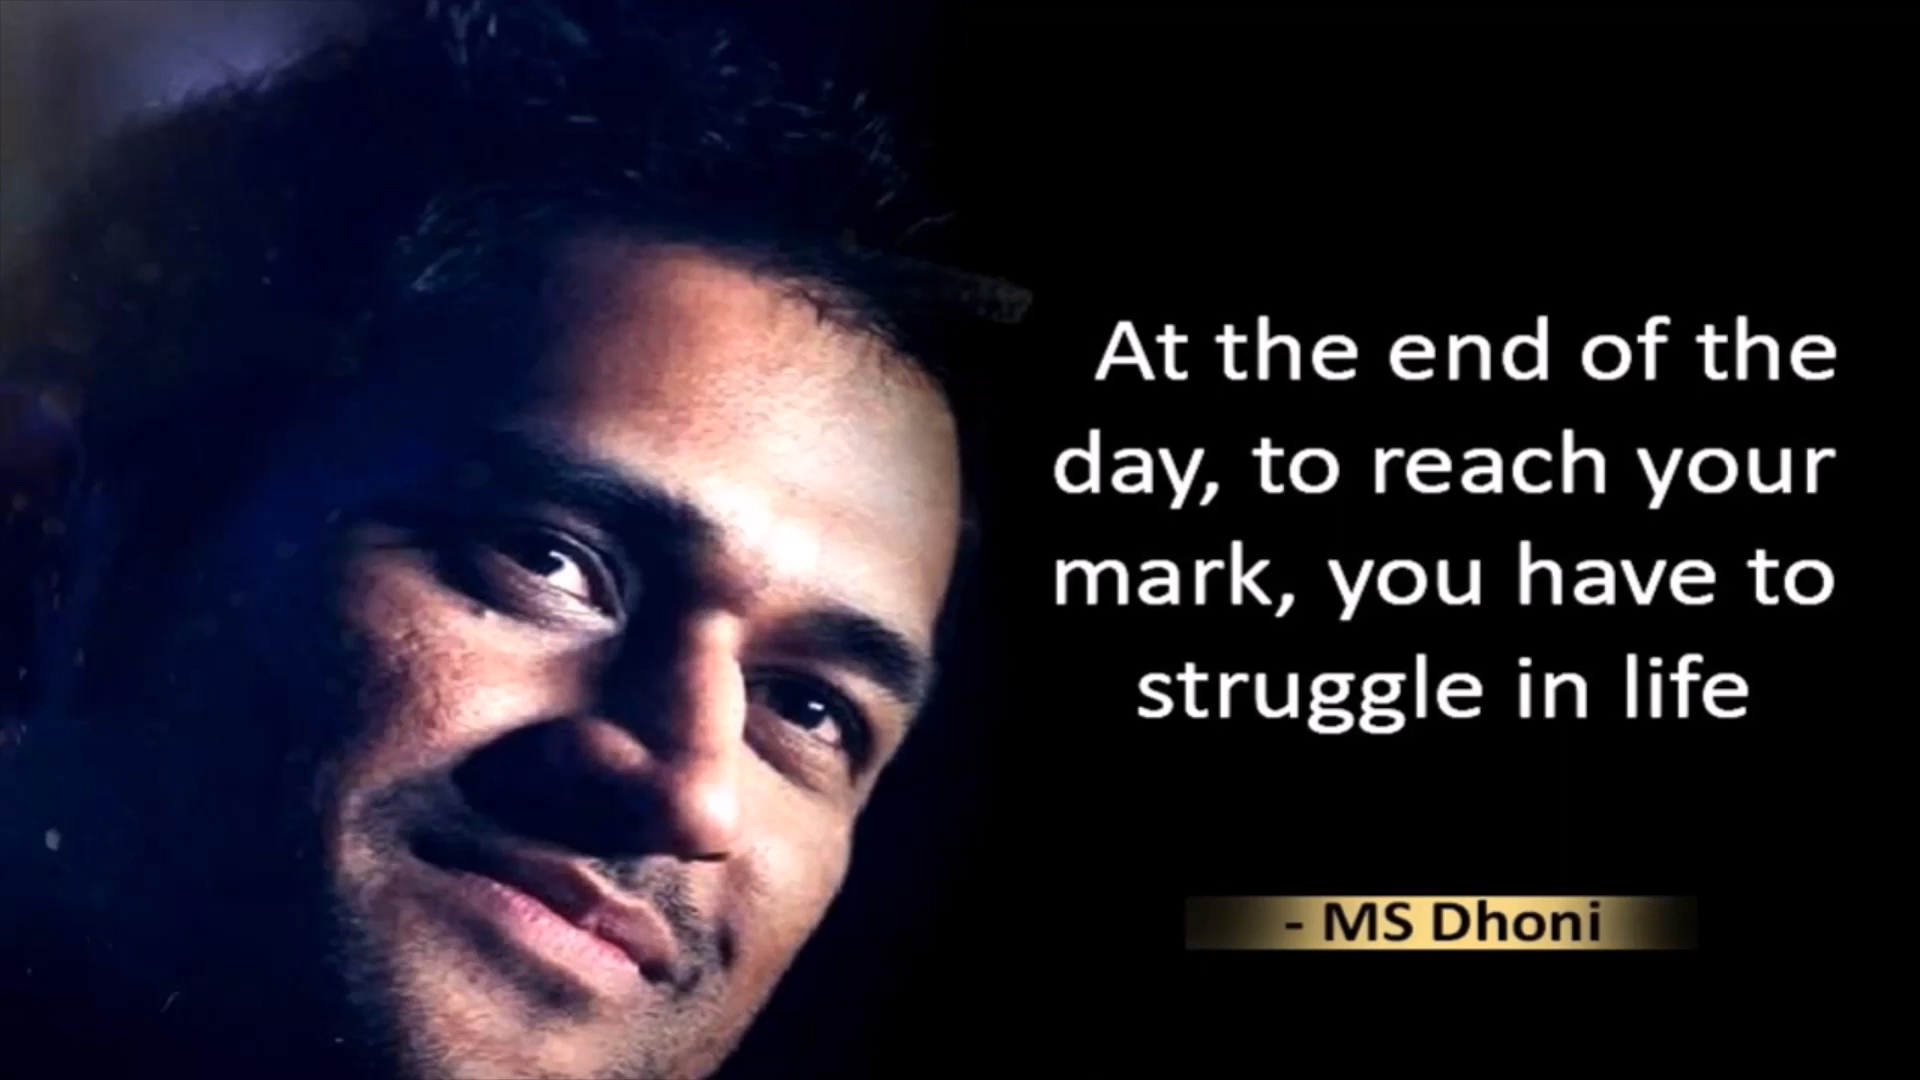 At the end of the
day, to reach your
mark, you have to
struggle in life
- MS Dhoni